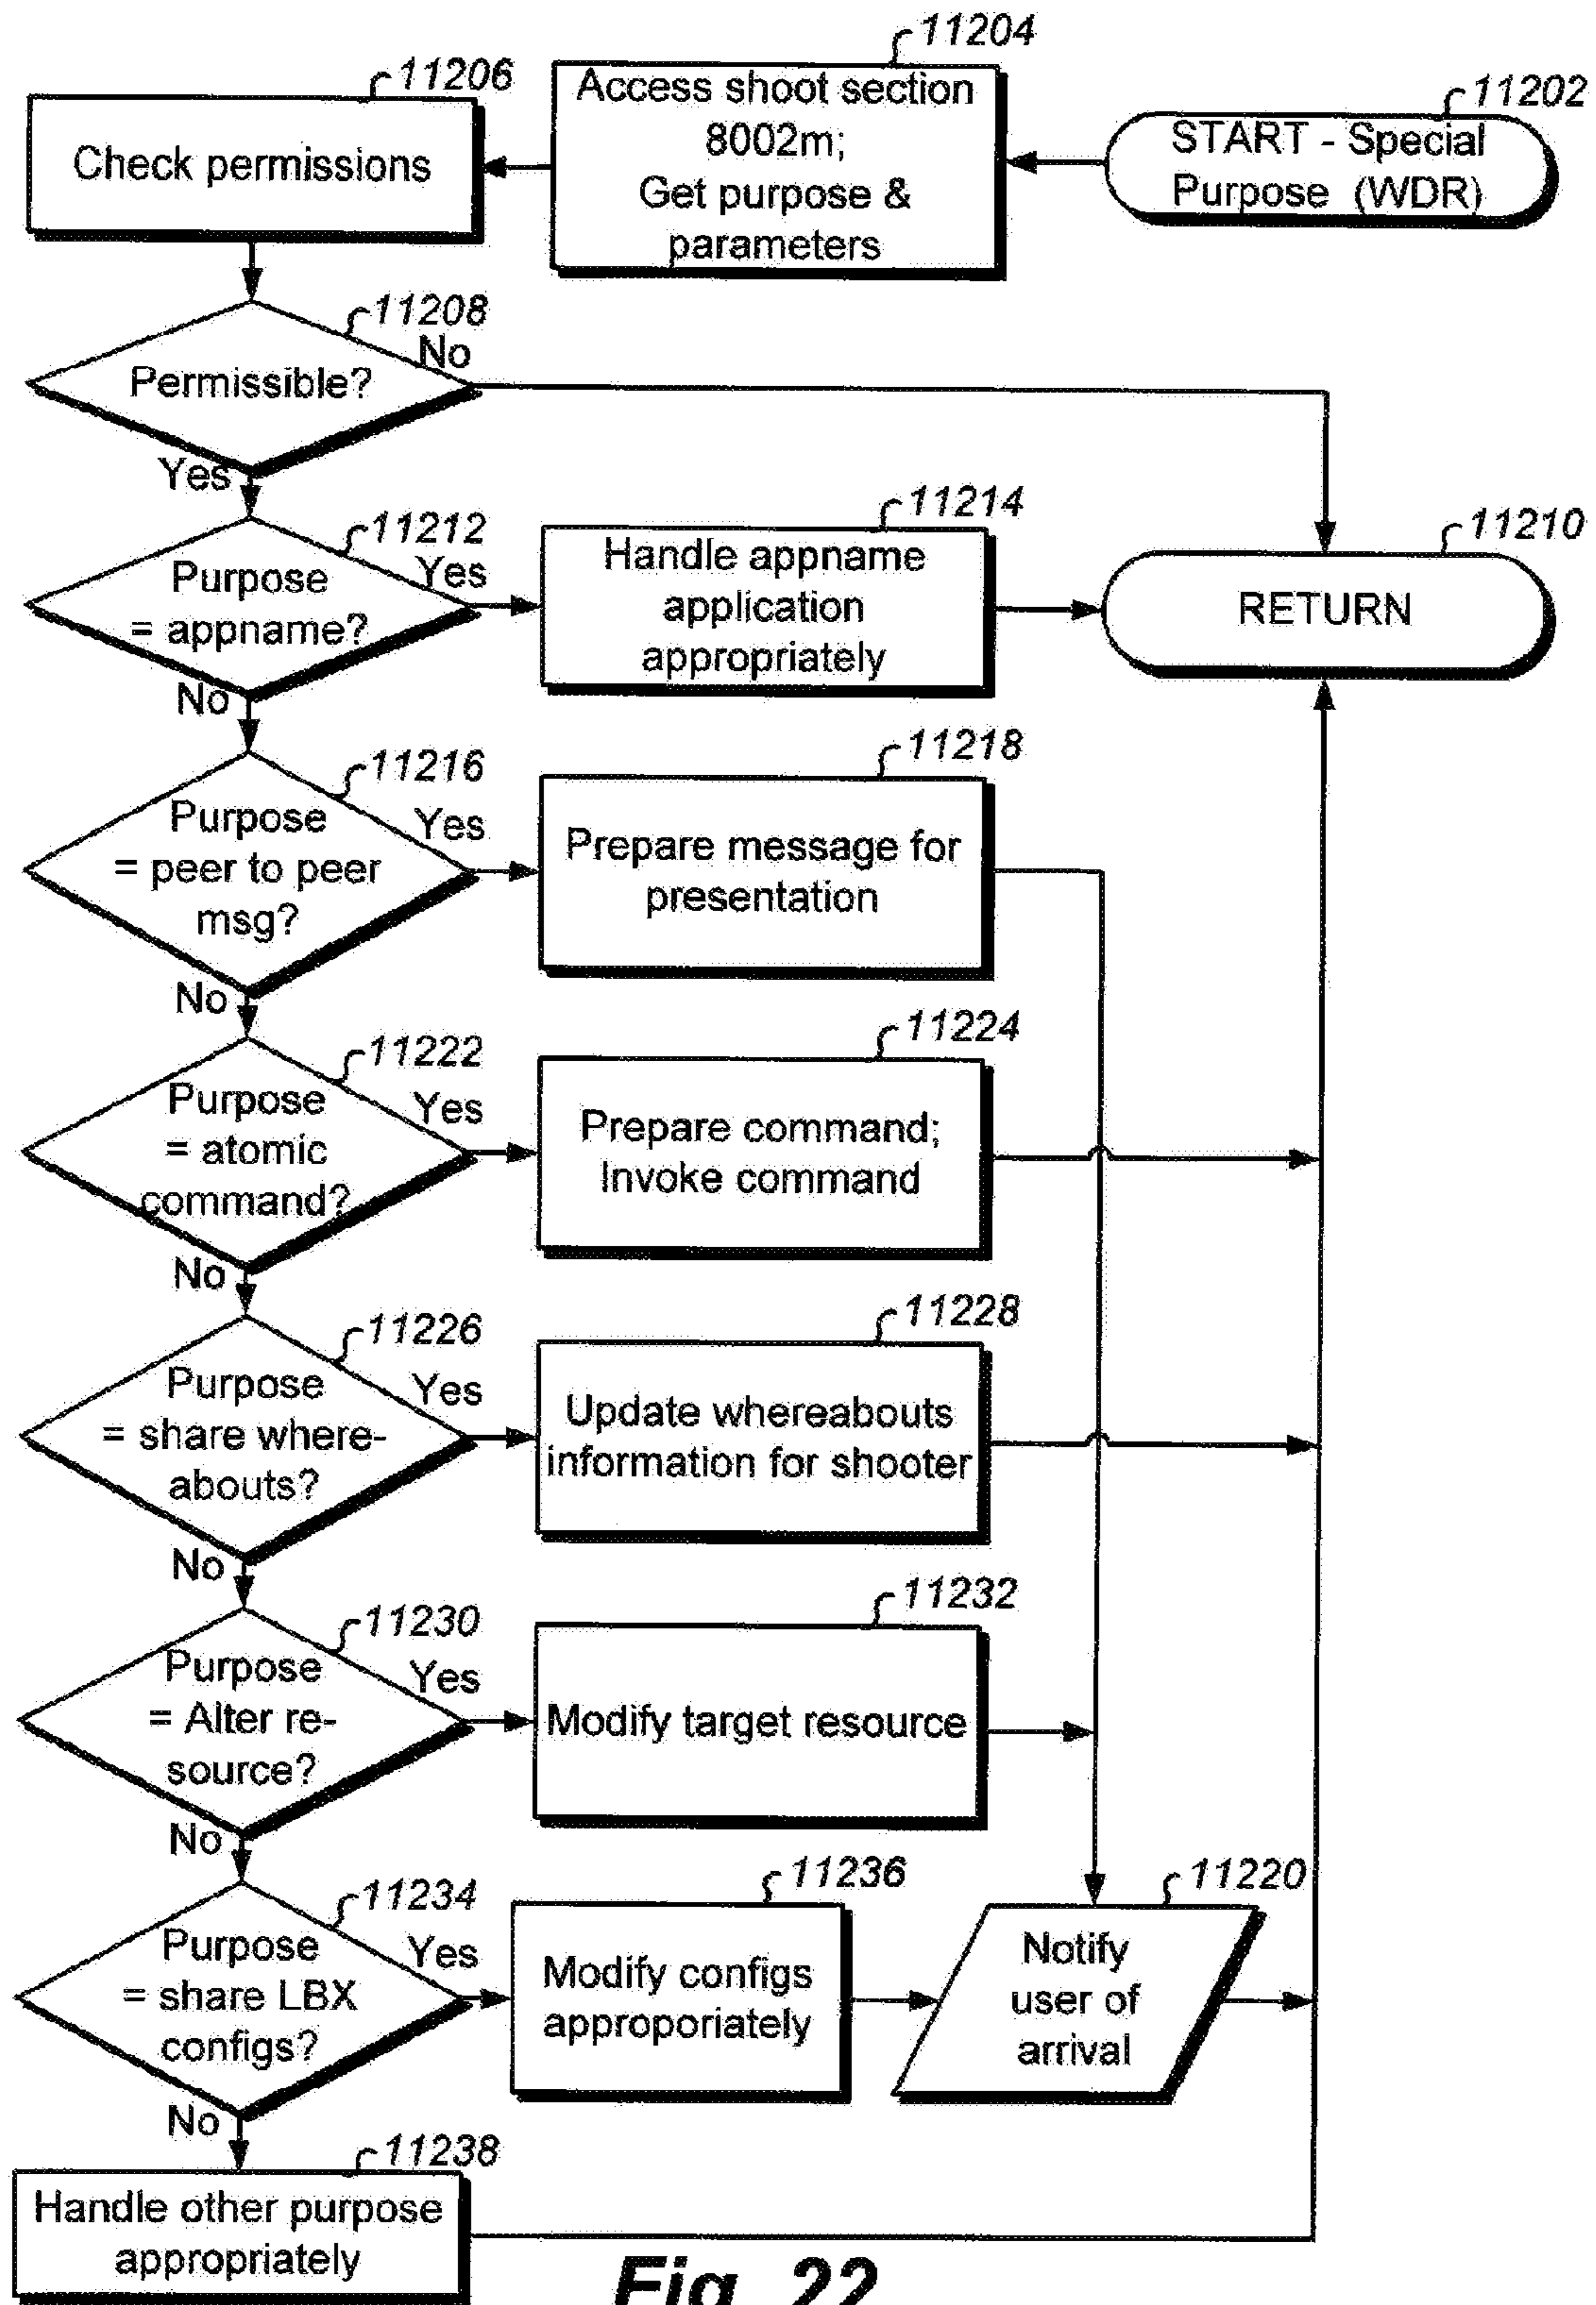 11202
START - Special
Purpose (WDR)
11204
Access shoot section
8002m;
Get purpose &
parameters
11206
Check permissions
11208
Permissible?
No
Yes
11210
RETURN
11212
Purpose
= appname?
Yes
No
11214
Handle appname
application
appropriately
11216
Purpose
= peer to peer
msg?
Yes
No
11218
Prepare message for
presentation
11222
Purpose
= atomic
command?
Yes
No
11224
Prepare command;
Invoke command
11226
Purpose
= share where-
abouts?
Yes
No
11228
Update whereabouts
information for shooter
11230
Purpose
= Alter re-
source?
Yes
No
11232
Modify target resource
11234
Purpose
= share LBX
configs?
Yes
No
11236
Modify configs
approporiately
11220
Notify
user of
arrival
11238
Handle other purpose
appropriately
Fig. 22